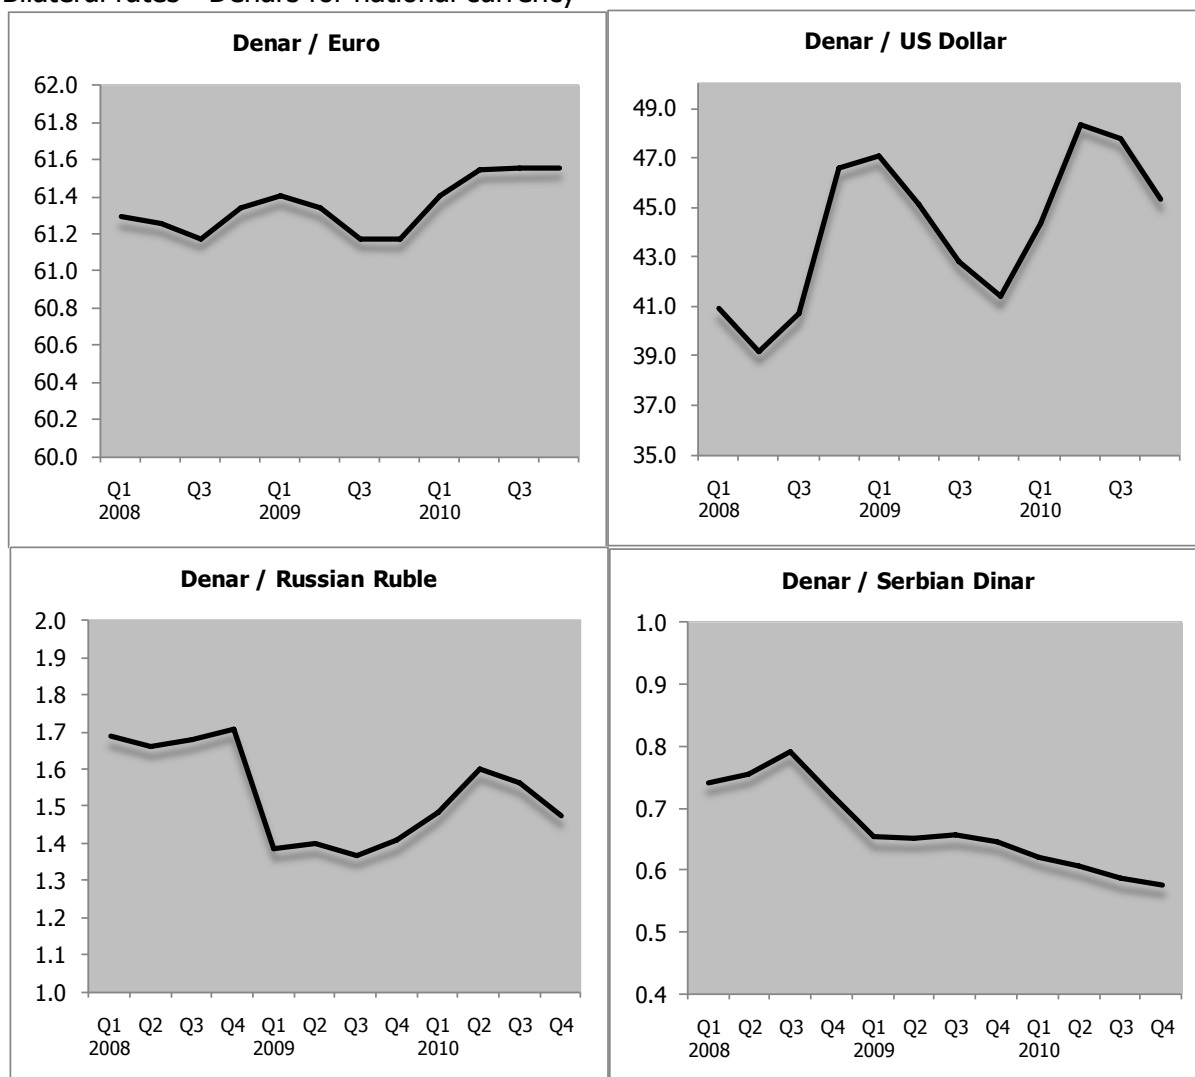 Bilateral rates - Denars for national currency
Denar / Euro
62.0
61.8
61.6
61.4
61.2
61.0
60.8
60.6
60.4
60.2
60.0
Q1 Q3 Q1 Q3 Q1 Q3
2008 2009 2010
Denar / US Dollar
49.0
47.0
45.0
43.0
41.0
39.0
37.0
35.0
Q1 Q3 Q1 Q3 Q1 Q3
2008 2009 2010
Denar / Russian Ruble
2.0
1.9
1.8
1.7
1.6
1.5
1.4
1.3
1.2
1.1
1.0
Q1 Q2 Q3 Q4 Q1 Q2 Q3 Q4 Q1 Q2 Q3 Q4
2008 2009 2010
Denar / Serbian Dinar
1.0
0.9
0.8
0.7
0.6
0.5
0.4
Q1 Q2 Q3 Q4 Q1 Q2 Q3 Q4 Q1 Q2 Q3 Q4
2008 2009 2010